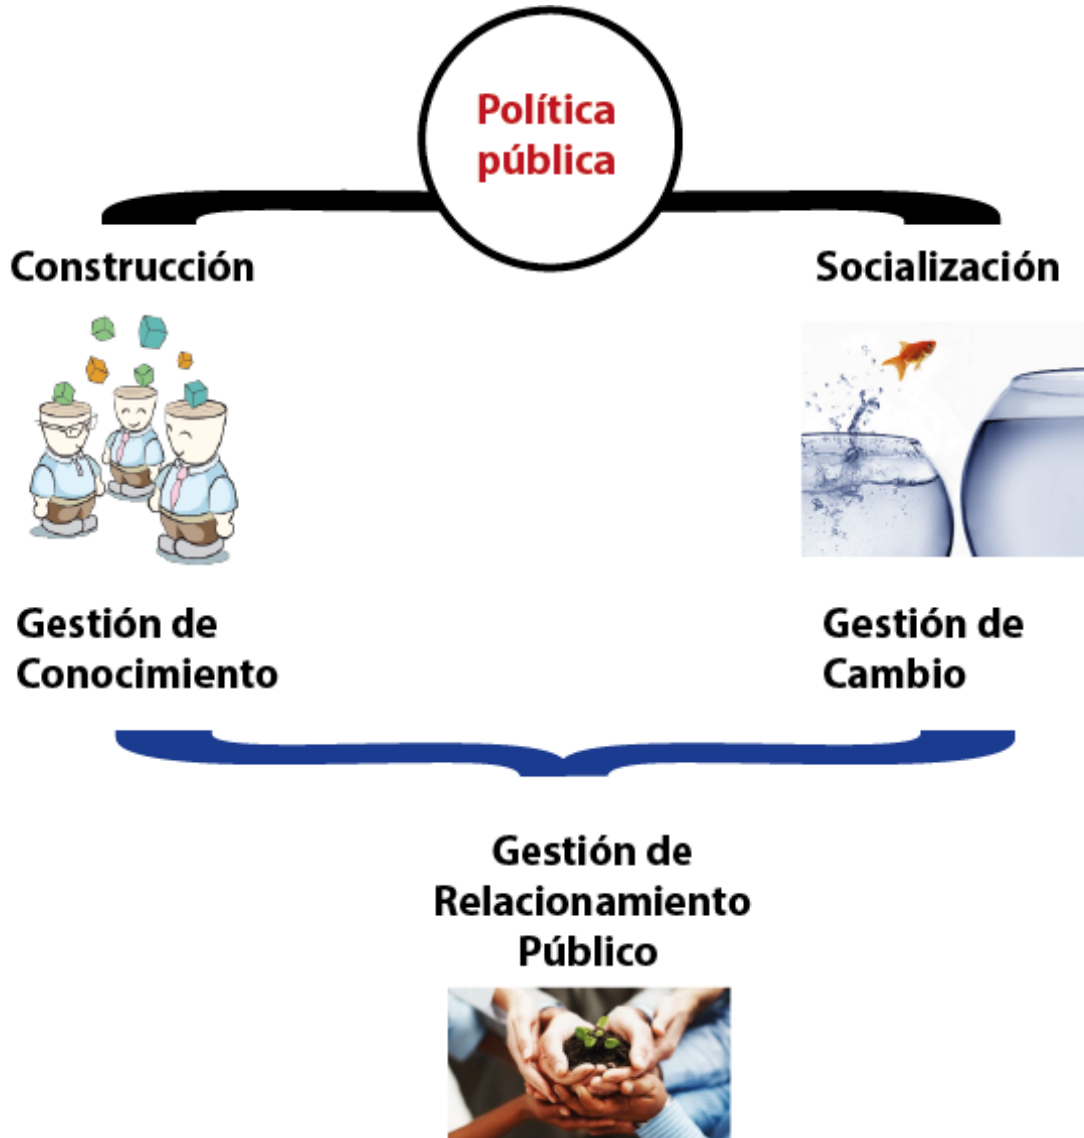 Política
pública
Construcción
Socialización
Gestión de
Conocimiento
Gestión de
Cambio
Gestión de
Relacionamiento
Público